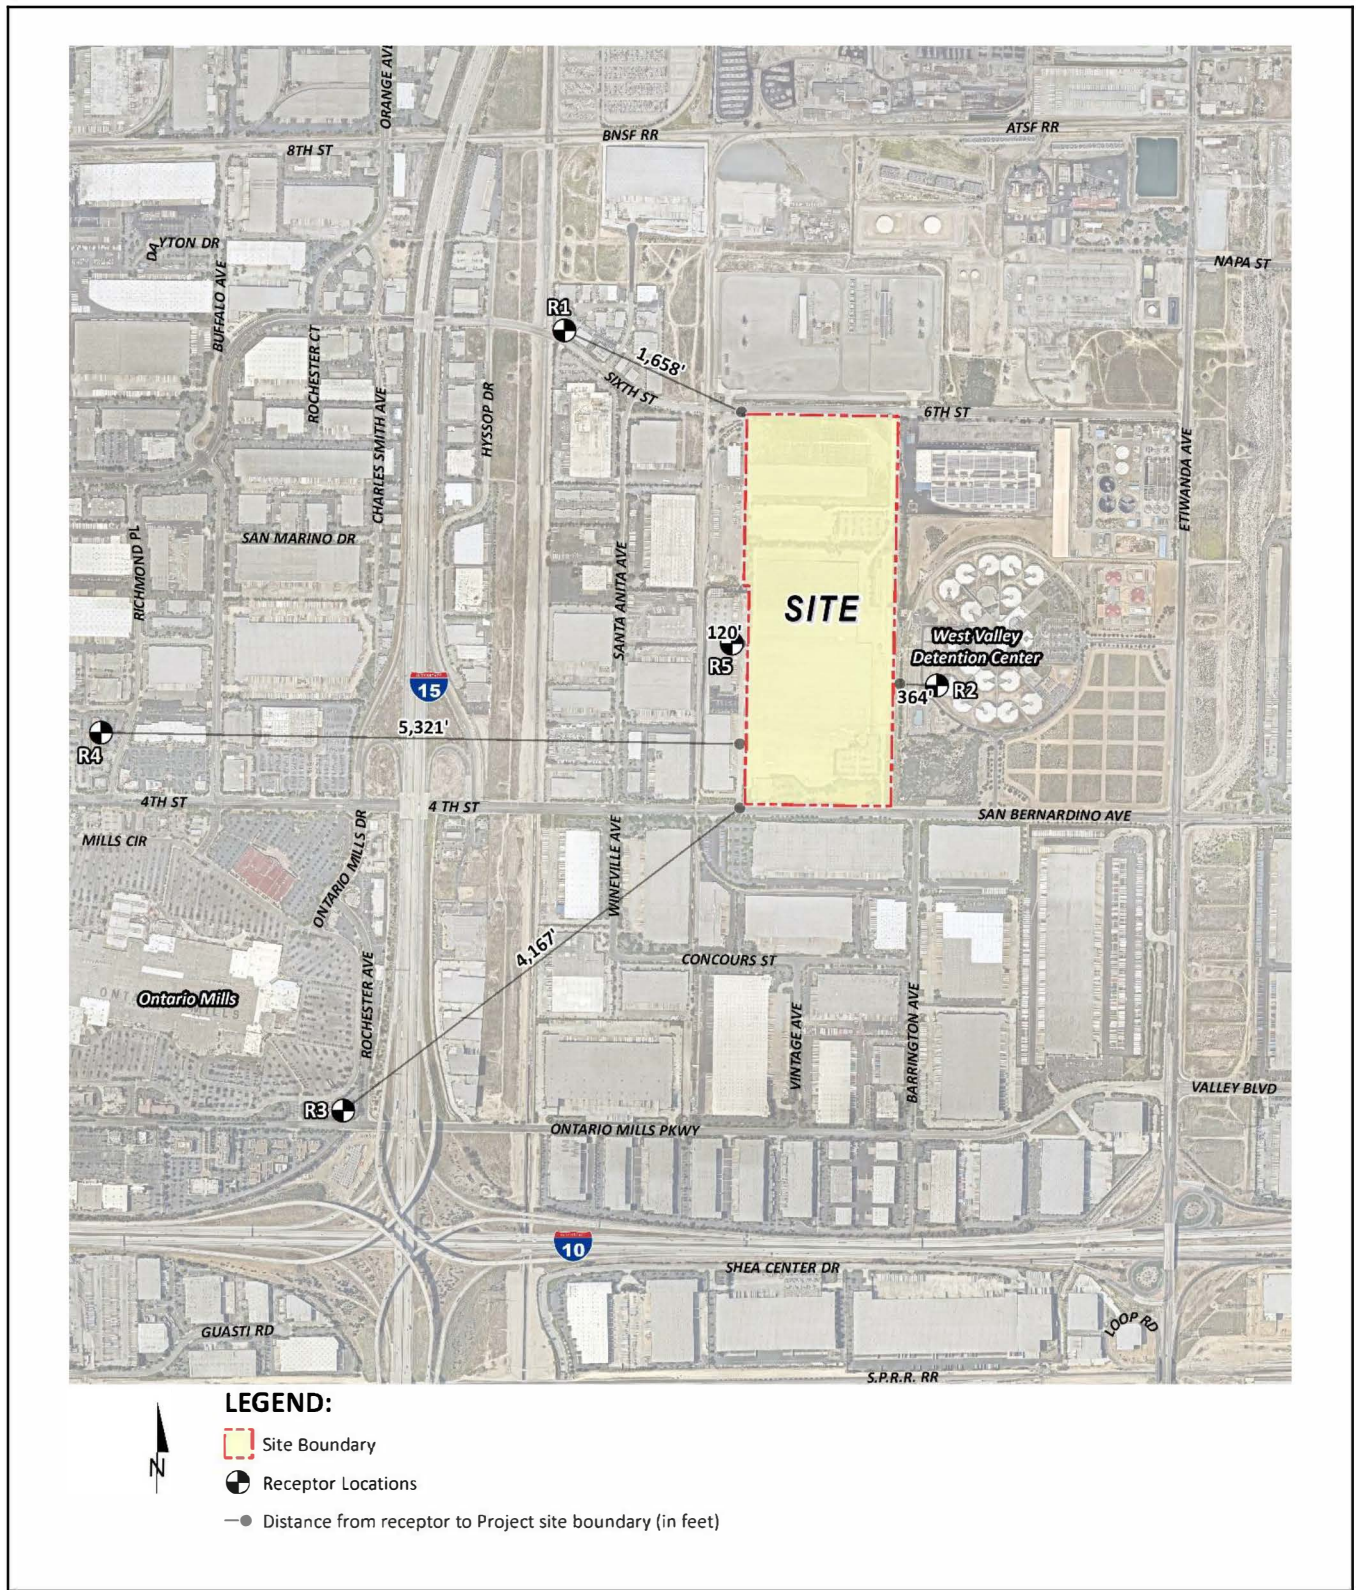 ORANGE AVE
BNSF RR
ATSF RR
8TH ST
DAYTON DR
NAPA ST
BUFFALO AVE
R1
1,658'
ROCHESTER CT
SIXTH ST
HYSSOP DR
CHARLES SMITH AVE
6TH ST
ETIWANDA AVE
SAN MARINO DR
RICHMOND PL
SANTA ANITA AVE
SITE
120'
R5
West Valley
Detention Center
R2
364'
15
5,321'
R4
4TH ST
4 TH ST
SAN BERNARDINO AVE
MILLS CIR
ONTARIO MILLS DR
WINEVILLE AVE
4,167'
CONCOURS ST
ROCHESTER AVE
Ontario Mills
VINTAGE AVE
BARRINGTON AVE
VALLEY BLVD
R3
ONTARIO MILLS PKWY
10
SHEA CENTER DR
GUASTI RD
LOOP RD
S.P.R.R. RR
LEGEND:
Site Boundary
N
Receptor Locations
Distance from receptor to Project site boundary (in feet)